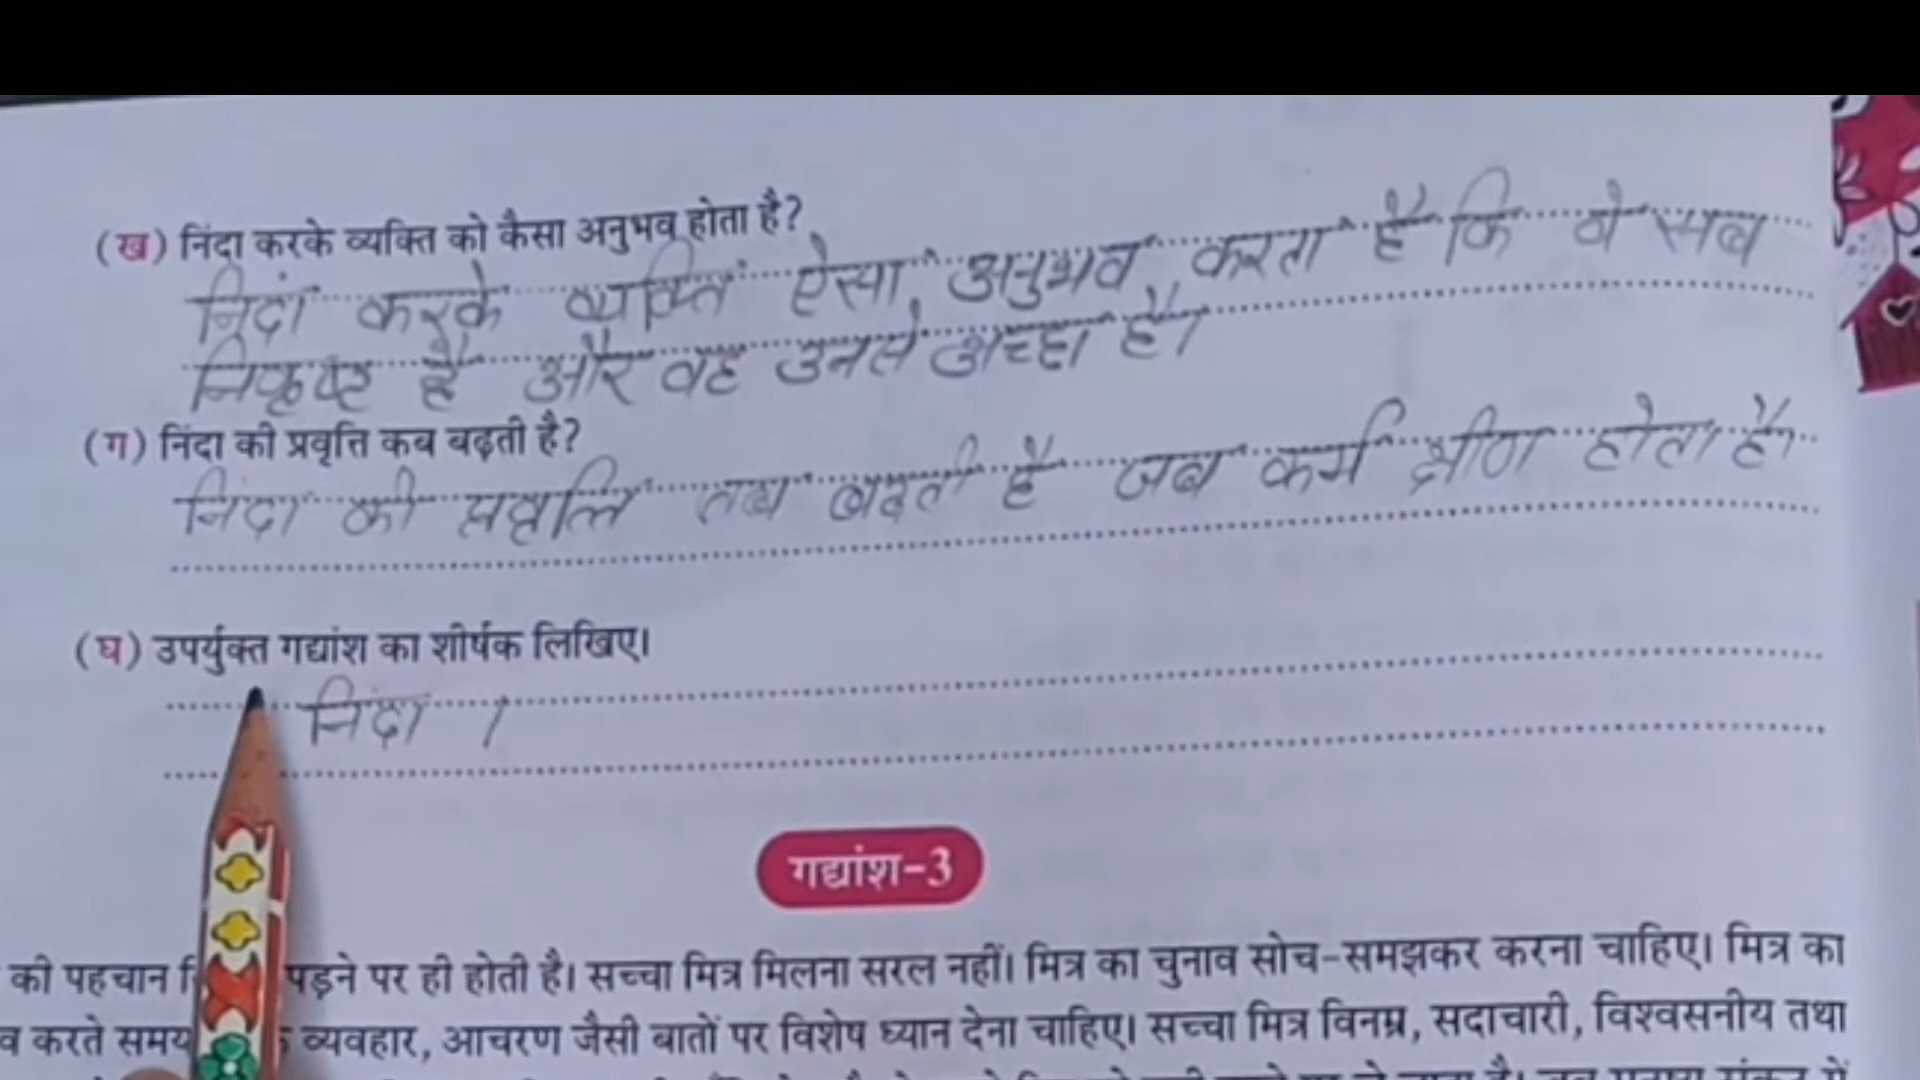 (ख) निंदा करके व्यक्ति को कैसा अनुभव होता है?
निदां करके व्यक्ति ऐसा अनुभव करता है कि वे सब
निकृष्ट है और वह उनसे अच्छा है।
(ग) निंदा की प्रवृत्ति कब बढ़ती है?
निंदा की प्रवृत्ति तब बढ़ती है जब कर्म क्षीण होता है।
(घ) उपर्युक्त गद्यांश का शीर्षक लिखिए।
निंदा ।
गद्यांश-3
की पहचान पड़ने पर ही होती है। सच्चा मित्र मिलना सरल नहीं। मित्र का चुनाव सोच-समझकर करना चाहिए। मित्र का
करते समय व्यवहार, आचरण जैसी बातों पर विशेष ध्यान देना चाहिए। सच्चा मित्र विनम्र, सदाचारी, विश्वसनीय तथा